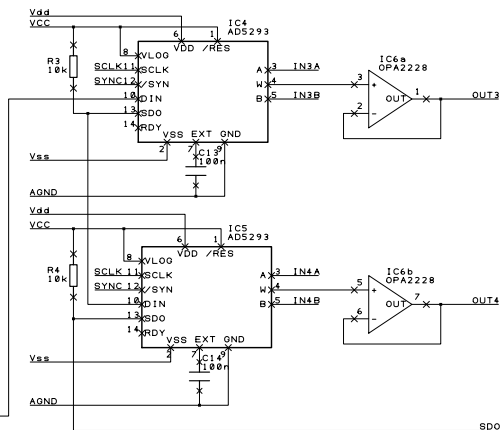 Vdd
VCC
IC4
AD5293
6
1
VDD /RES
8
VLOG
R3
10k
SCLK 11
SCLK
A
3
IN3A
SYNC 12
/SYN
W
4
10
DIN
B
5
IN3B
13
SDO
14
RDY
VSS EXT GND
2
7
9
C13
100n
Vss
AGND
IC6a
OPA2228
3
+
OUT
1
OUT3
2
-
Vdd
VCC
IC5
AD5293
6
1
VDD /RES
8
VLOG
R4
10k
SCLK 11
SCLK
A
3
IN4A
SYNC 12
/SYN
W
4
10
DIN
B
5
IN4B
13
SDO
14
RDY
VSS EXT GND
2
7
9
C14
100n
Vss
AGND
IC6b
OPA2228
5
+
OUT
7
OUT4
6
-
SDO